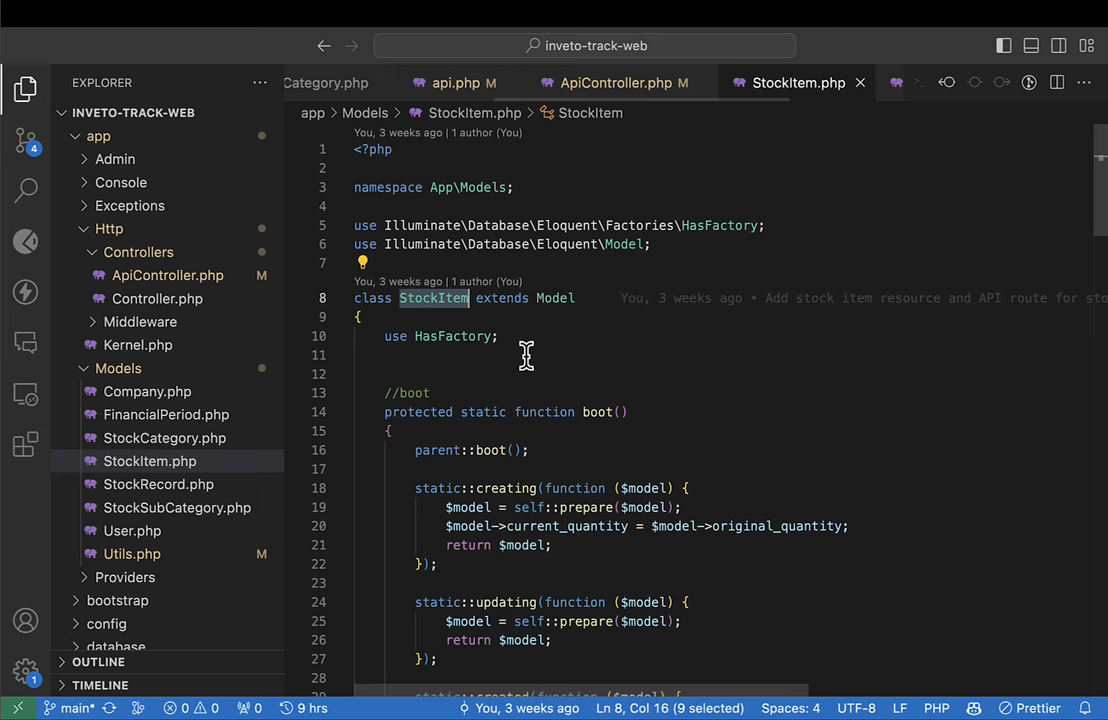 inveto-track-web
EXPLORER
INVETO-TRACK-WEB
app
Admin
Console
Exceptions
Http
Controllers
ApiController.php M
Controller.php
Middleware
Kernel.php
Models
Company.php
FinancialPeriod.php
StockCategory.php
StockItem.php
StockRecord.php
StockSubCategory.php
User.php
Utils.php M
Providers
bootstrap
config
database
OUTLINE
TIMELINE
4
1
Category.php
api.php M
ApiController.php M
StockItem.php
app > Models > StockItem.php > StockItem
You, 3 weeks ago | 1 author (You)
1 <?php
2
3 namespace App\Models;
4
5 use Illuminate\Database\Eloquent\Factories\HasFactory;
6 use Illuminate\Database\Eloquent\Model;
7
You, 3 weeks ago | 1 author (You)
8 class StockItem extends Model You, 3 weeks ago • Add stock item resource and API route for sto
9 {
10 use HasFactory;
11
12
13 //boot
14 protected static function boot()
15 {
16 parent::boot();
17
18 static::creating(function ($model) {
19 $model = self::prepare($model);
20 $model->current_quantity = $model->original_quantity;
21 return $model;
22 });
23
24 static::updating(function ($model) {
25 $model = self::prepare($model);
26 return $model;
27 });
28
29 static::created(function ($model) {
main* 0 0 0 9 hrs You, 3 weeks ago Ln 8, Col 16 (9 selected) Spaces: 4 UTF-8 LF PHP Prettier